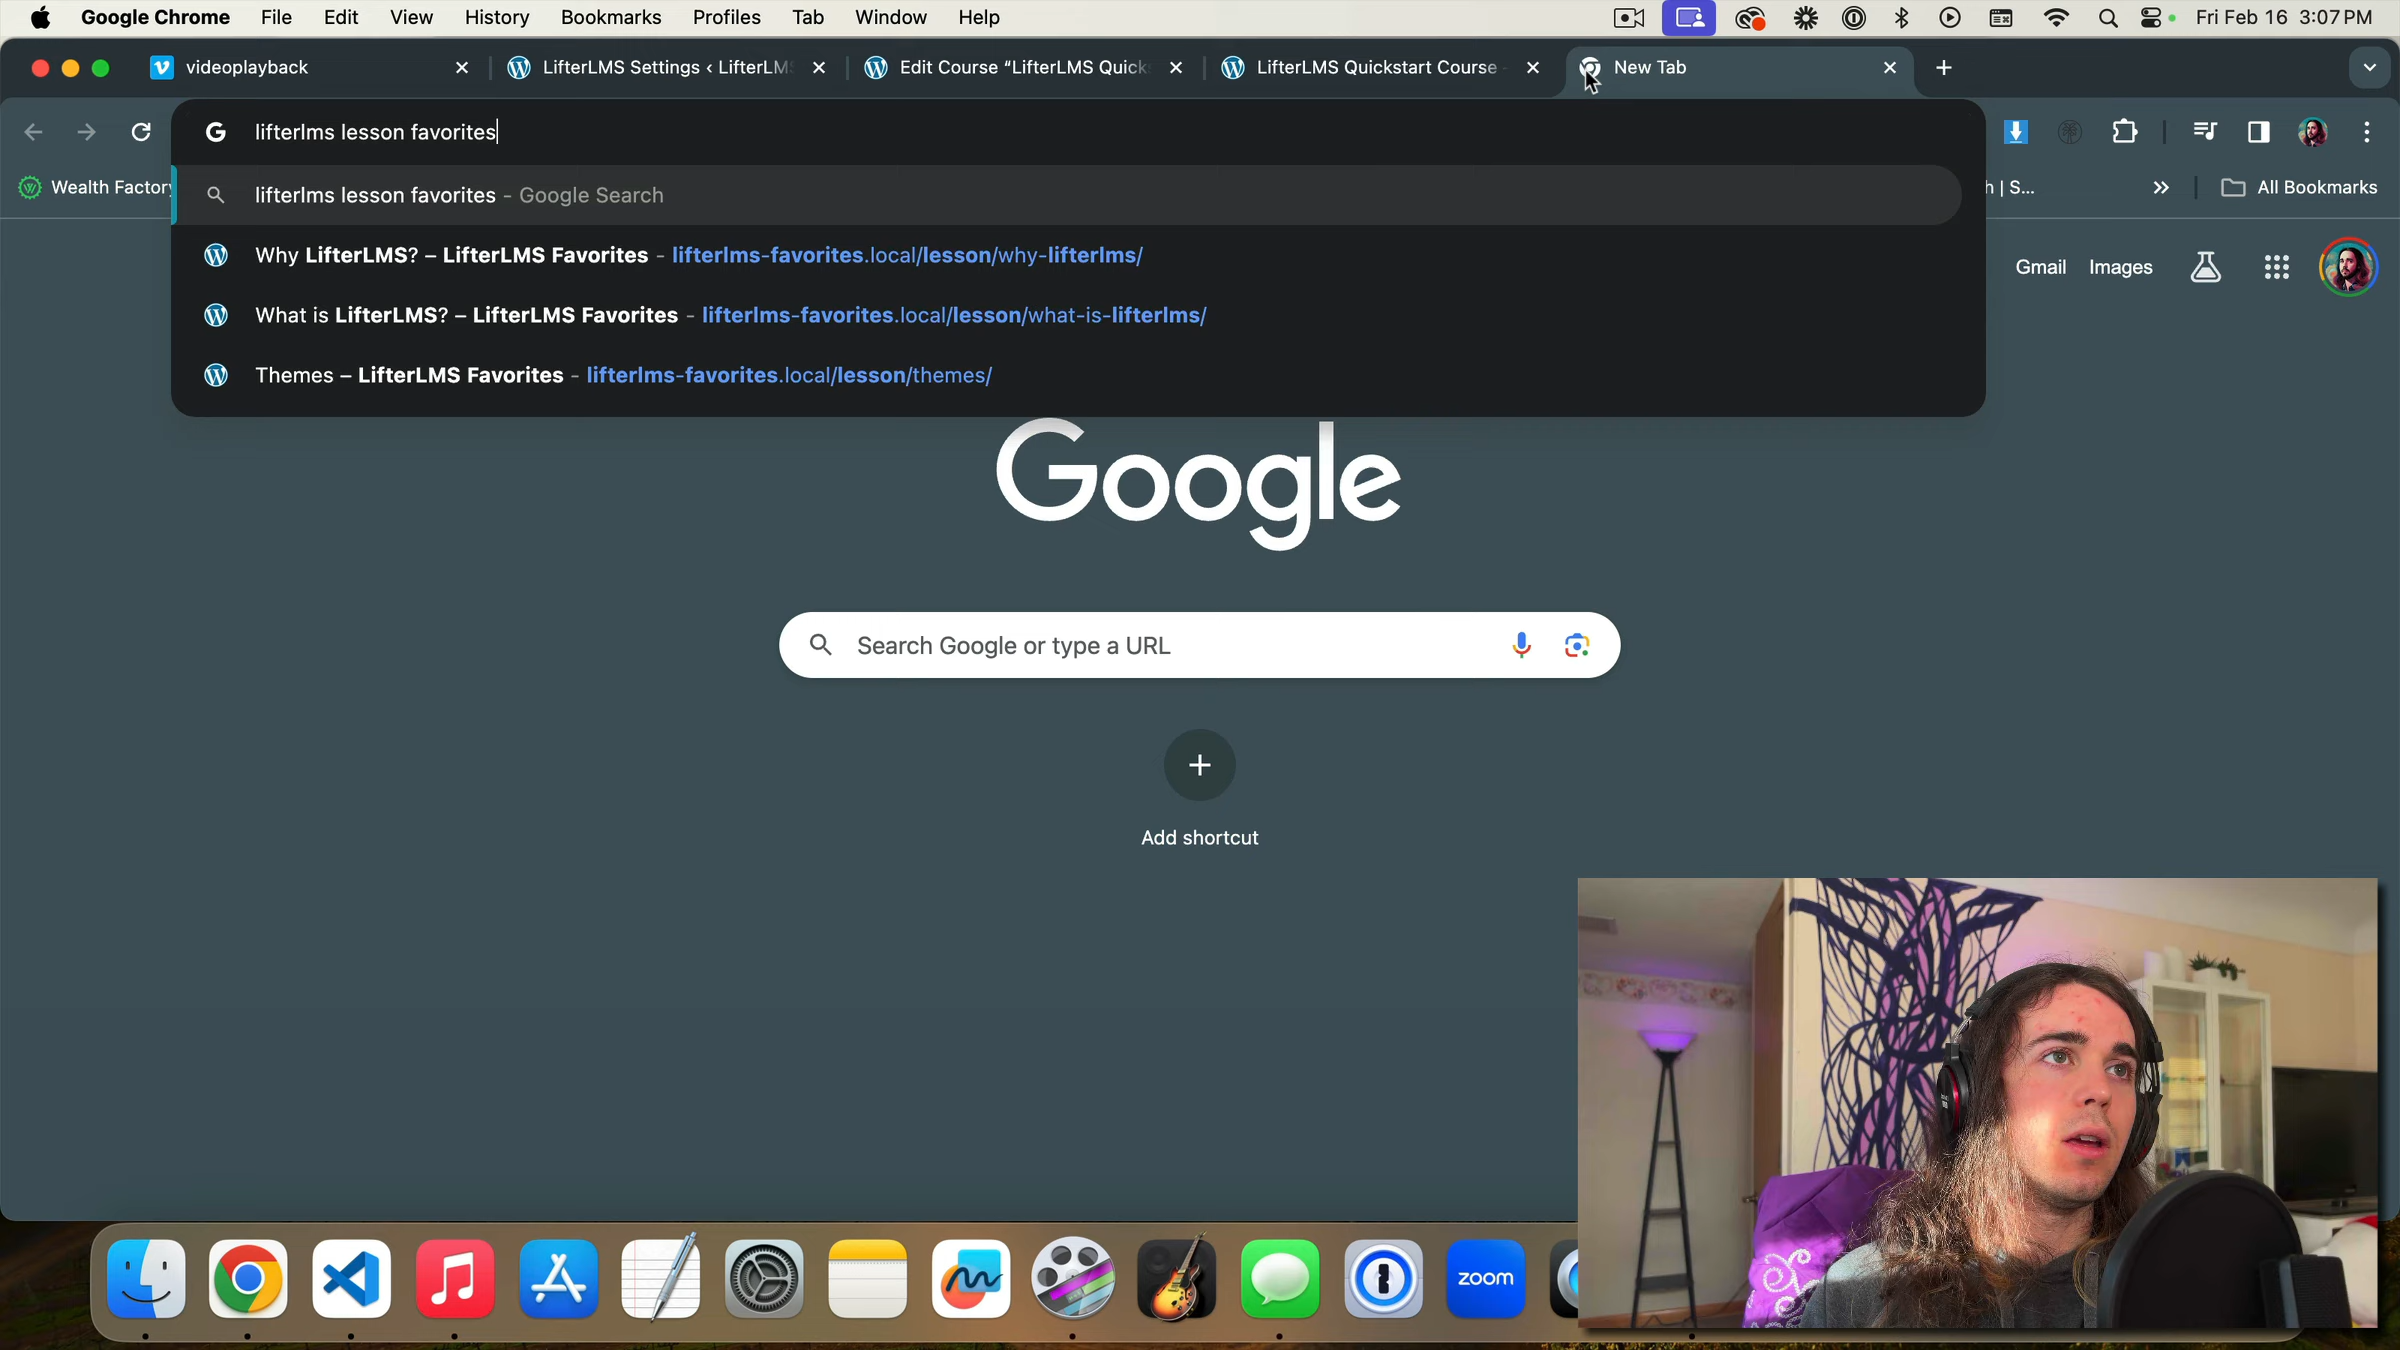 Google Chrome File Edit View History Bookmarks Profiles Tab Window Help Fri Feb 16 3:07 PM
videoplayback LifterLMS Settings ‹ LifterLMS Edit Course “LifterLMS Quick LifterLMS Quickstart Course - New Tab
lifterlms lesson favorites
Wealth Factory h | S... All Bookmarks
lifterlms lesson favorites - Google Search
Why LifterLMS? – LifterLMS Favorites - lifterlms-favorites.local/lesson/why-lifterlms/
Gmail Images
What is LifterLMS? – LifterLMS Favorites - lifterlms-favorites.local/lesson/what-is-lifterlms/
Themes – LifterLMS Favorites - lifterlms-favorites.local/lesson/themes/
Google
Search Google or type a URL
Add shortcut
zoom